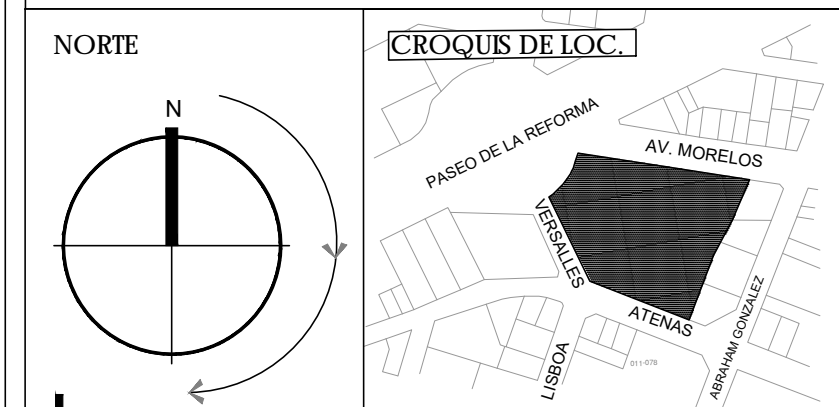 NORTE
N
CROQUIS DE LOC.
PASEO DE LA REFORMA
AV. MORELOS
VERSALLES
ATENAS
LISBOA
ABRAHAM GONZALEZ
011-078